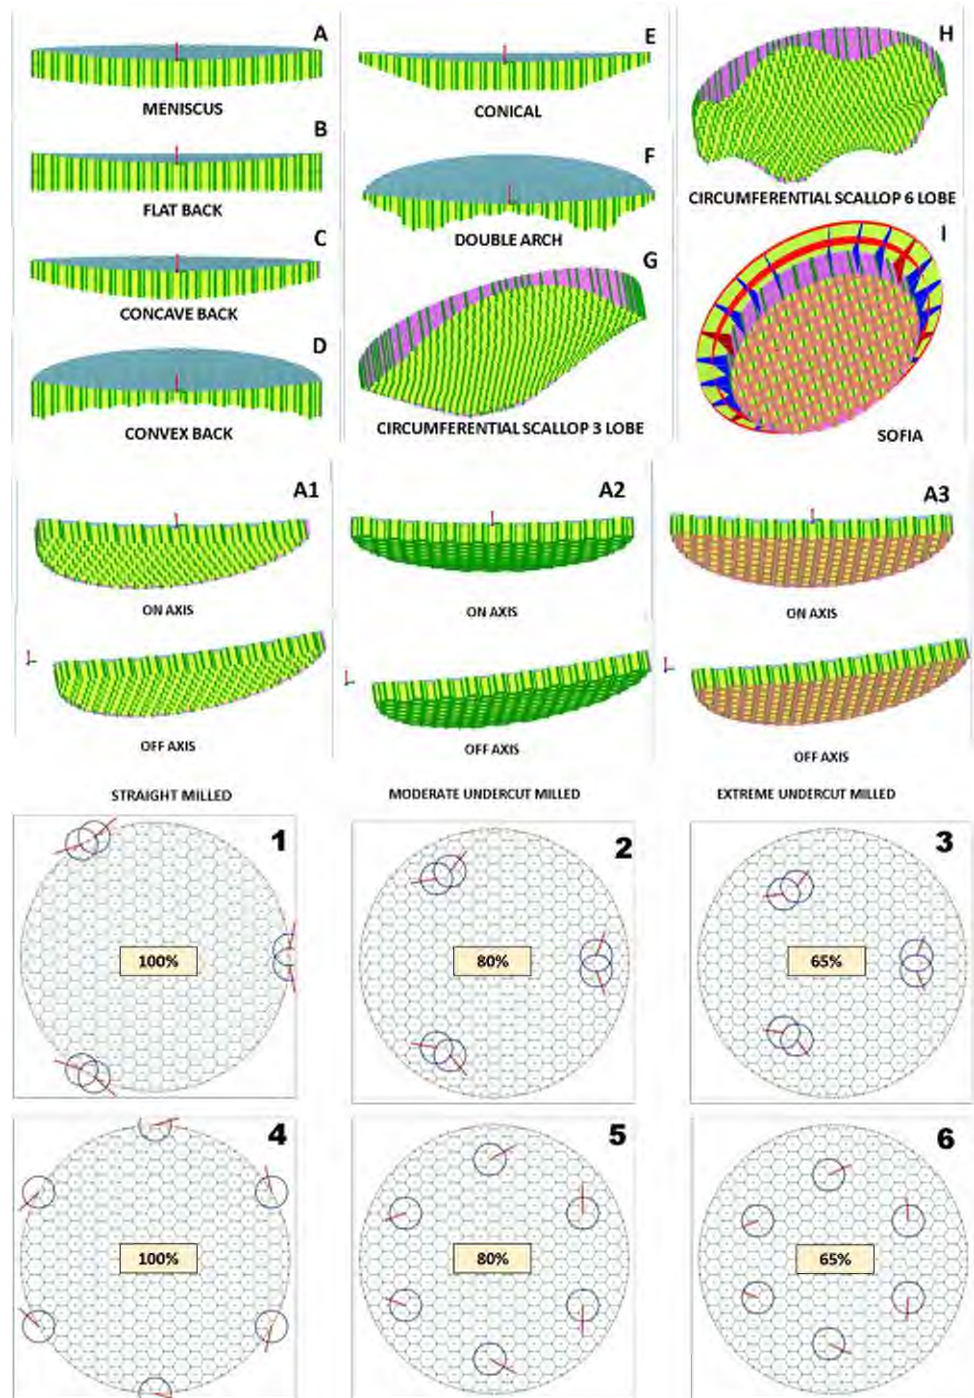 A
MENISCUS
B
FLAT BACK
C
CONCAVE BACK
D
CONVEX BACK
E
CONICAL
F
DOUBLE ARCH
G
CIRCUMFERENTIAL SCALLOP 3 LOBE
H
CIRCUMFERENTIAL SCALLOP 6 LOBE
I
SOFIA
A1
ON AXIS
OFF AXIS
STRAIGHT MILLED
A2
ON AXIS
OFF AXIS
MODERATE UNDERCUT MILLED
A3
ON AXIS
OFF AXIS
EXTREME UNDERCUT MILLED
1
100%
2
80%
3
65%
4
100%
5
80%
6
65%